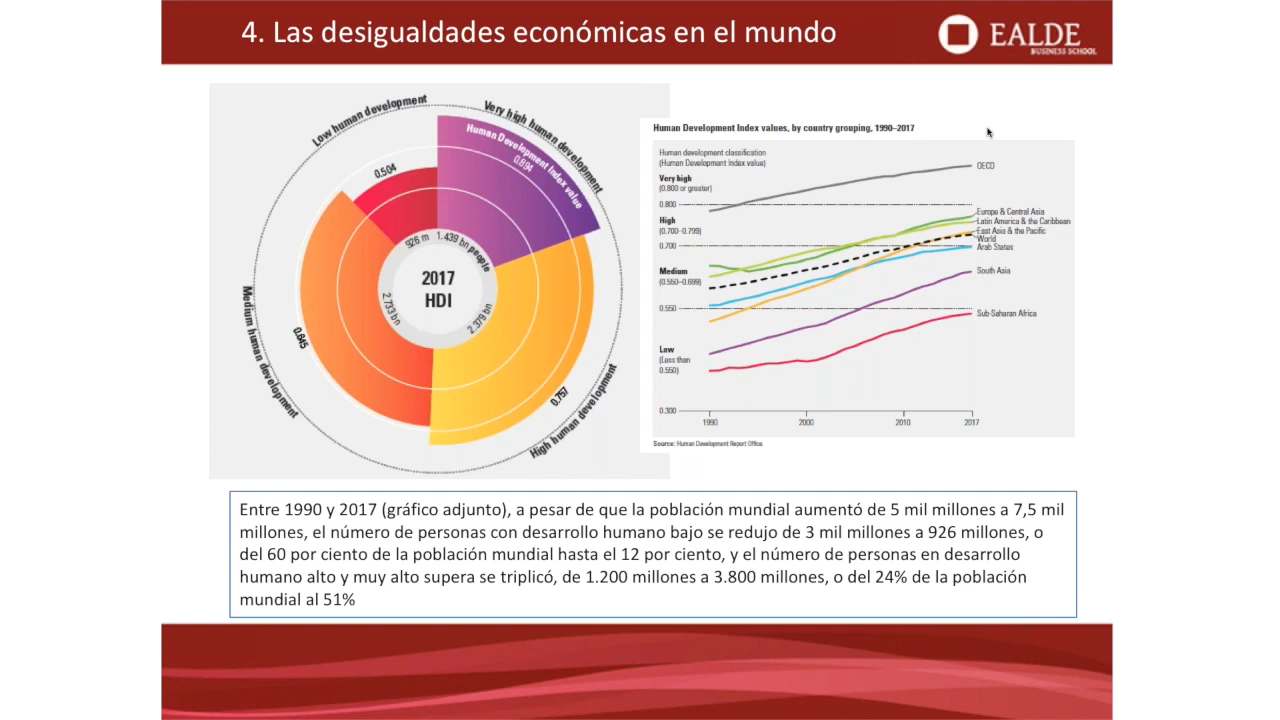 4. Las desigualdades económicas en el mundo
EALDE
BUSINESS SCHOOL
Low human development
Very high human development
Human Development Index value
0.894
0.504
926 m
1.439 bn people
2017
HDI
2.733 bn
2.379 bn
0.645
0.757
Medium human development
High human development
Human Development Index values, by country grouping, 1990–2017
Human development classification
(Human Development Index value)
Very high
(0.800 or greater)
0.800
High
(0.700–0.799)
0.700
Medium
(0.550–0.699)
0.550
Low
(Less than
0.550)
0.300
1990
2000
2010
2017
OECD
Europe & Central Asia
Latin America & the Caribbean
East Asia & the Pacific
World
Arab States
South Asia
Sub-Saharan Africa
Source: Human Development Report Office.
Entre 1990 y 2017 (gráfico adjunto), a pesar de que la población mundial aumentó de 5 mil millones a 7,5 mil
millones, el número de personas con desarrollo humano bajo se redujo de 3 mil millones a 926 millones, o
del 60 por ciento de la población mundial hasta el 12 por ciento, y el número de personas en desarrollo
humano alto y muy alto supera se triplicó, de 1.200 millones a 3.800 millones, o del 24% de la población
mundial al 51%